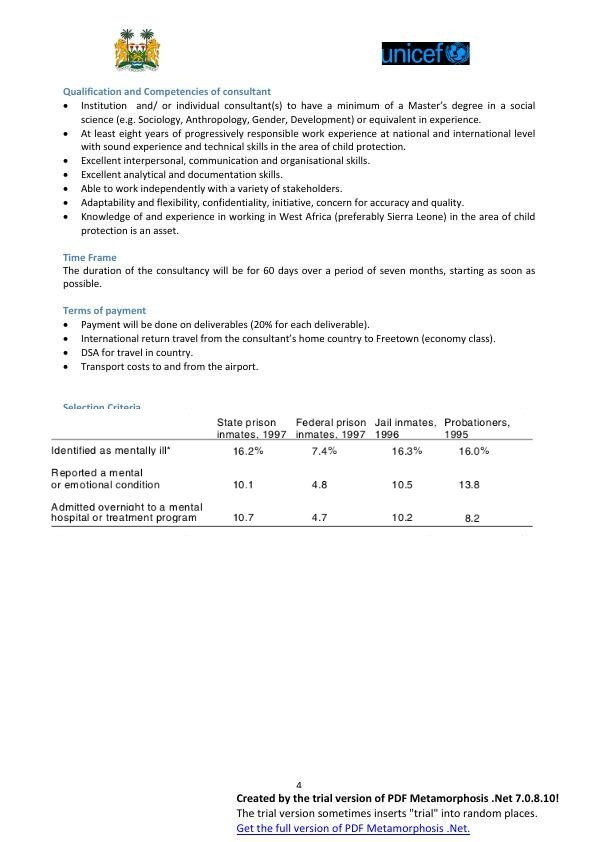 unicef
Qualification and Competencies of consultant
• Institution and/ or individual consultant(s) to have a minimum of a Master's degree in a social
science (e.g. Sociology, Anthropology, Gender, Development) or equivalent in experience.
• At least eight years of progressively responsible work experience at national and international level
with sound experience and technical skills in the area of child protection.
• Excellent interpersonal, communication and organisational skills.
• Excellent analytical and documentation skills.
• Able to work independently with a variety of stakeholders.
• Adaptability and flexibility, confidentiality, initiative, concern for accuracy and quality.
• Knowledge of and experience in working in West Africa (preferably Sierra Leone) in the area of child
protection is an asset.
Time Frame
The duration of the consultancy will be for 60 days over a period of seven months, starting as soon as
possible.
Terms of payment
• Payment will be done on deliverables (20% for each deliverable).
• International return travel from the consultant's home country to Freetown (economy class).
• DSA for travel in country.
• Transport costs to and from the airport.
Selection Criteria
State prison Federal prison Jail inmates, Probationers,
inmates, 1997 inmates, 1997 1996 1995
Identified as mentally ill* 16.2% 7.4% 16.3% 16.0%
Reported a mental
or emotional condition 10.1 4.8 10.5 13.8
Admitted overnight to a mental
hospital or treatment program 10.7 4.7 10.2 8.2
4
Created by the trial version of PDF Metamorphosis .Net 7.0.8.10!
The trial version sometimes inserts "trial" into random places.
Get the full version of PDF Metamorphosis .Net.